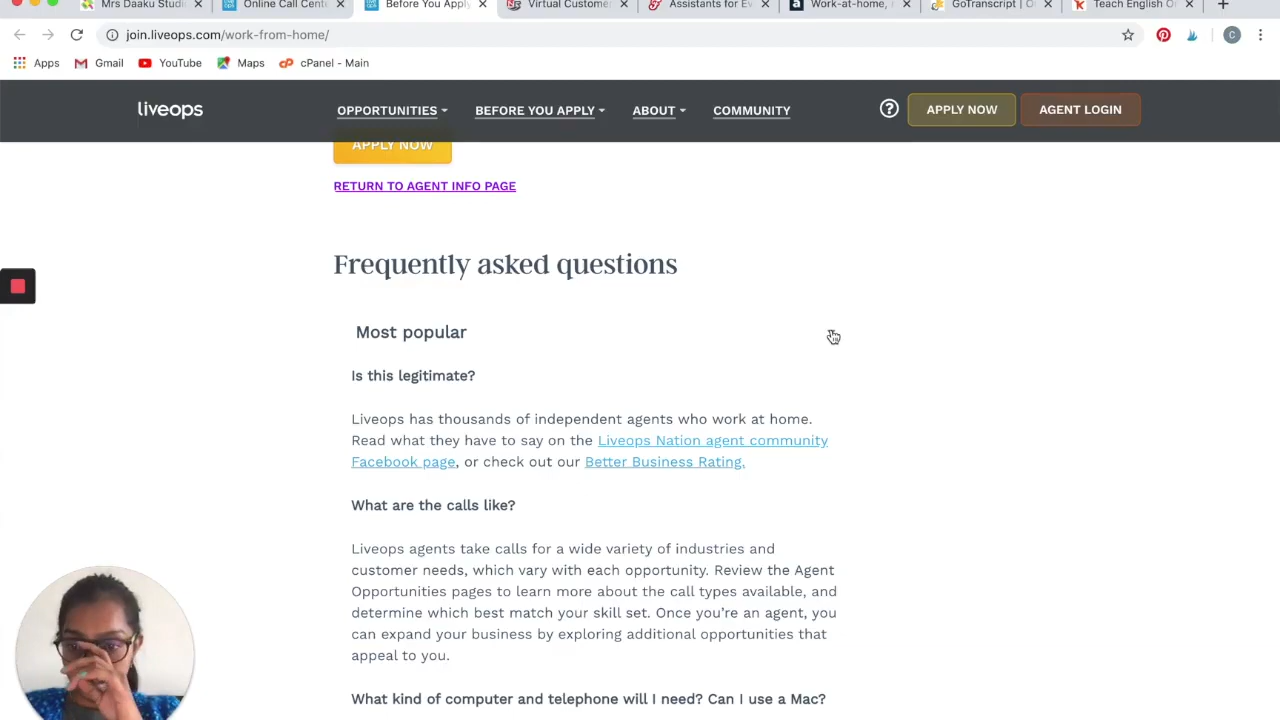 Mrs Daaku Studi
Online Call Cente
Before You Apply
Virtual Customer
Assistants for Ev
Work-at-home,
GoTranscript | O
Teach English On
join.liveops.com/work-from-home/
C
Apps
Gmail
YouTube
Maps
cPanel - Main
liveops
OPPORTUNITIES
BEFORE YOU APPLY
ABOUT
COMMUNITY
APPLY NOW
AGENT LOGIN
APPLY NOW
RETURN TO AGENT INFO PAGE
Frequently asked questions
Most popular
Is this legitimate?
Liveops has thousands of independent agents who work at home.
Read what they have to say on the Liveops Nation agent community
Facebook page, or check out our Better Business Rating.
What are the calls like?
Liveops agents take calls for a wide variety of industries and
customer needs, which vary with each opportunity. Review the Agent
Opportunities pages to learn more about the call types available, and
determine which best match your skill set. Once you’re an agent, you
can expand your business by exploring additional opportunities that
appeal to you.
What kind of computer and telephone will I need? Can I use a Mac?